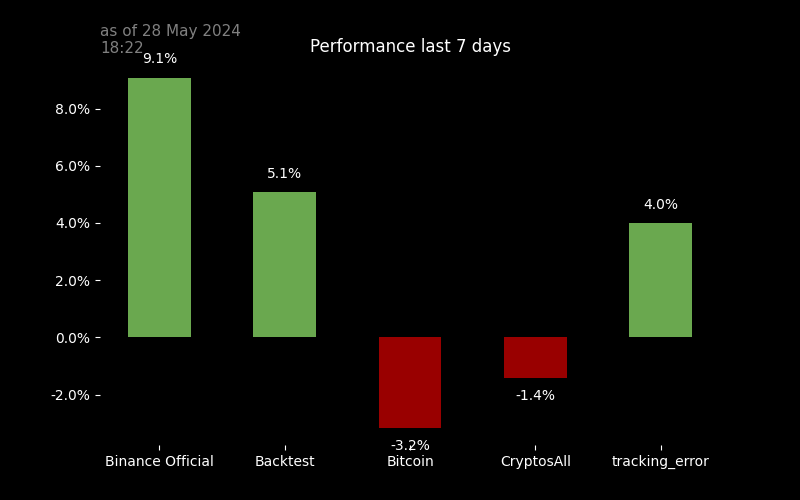 as of 28 May 2024
18:22
Performance last 7 days
9.1%
5.1%
4.0%
-1.4%
-3.2%
8.0%
6.0%
4.0%
2.0%
0.0%
-2.0%
Binance Official
Backtest
Bitcoin
CryptosAll
tracking_error